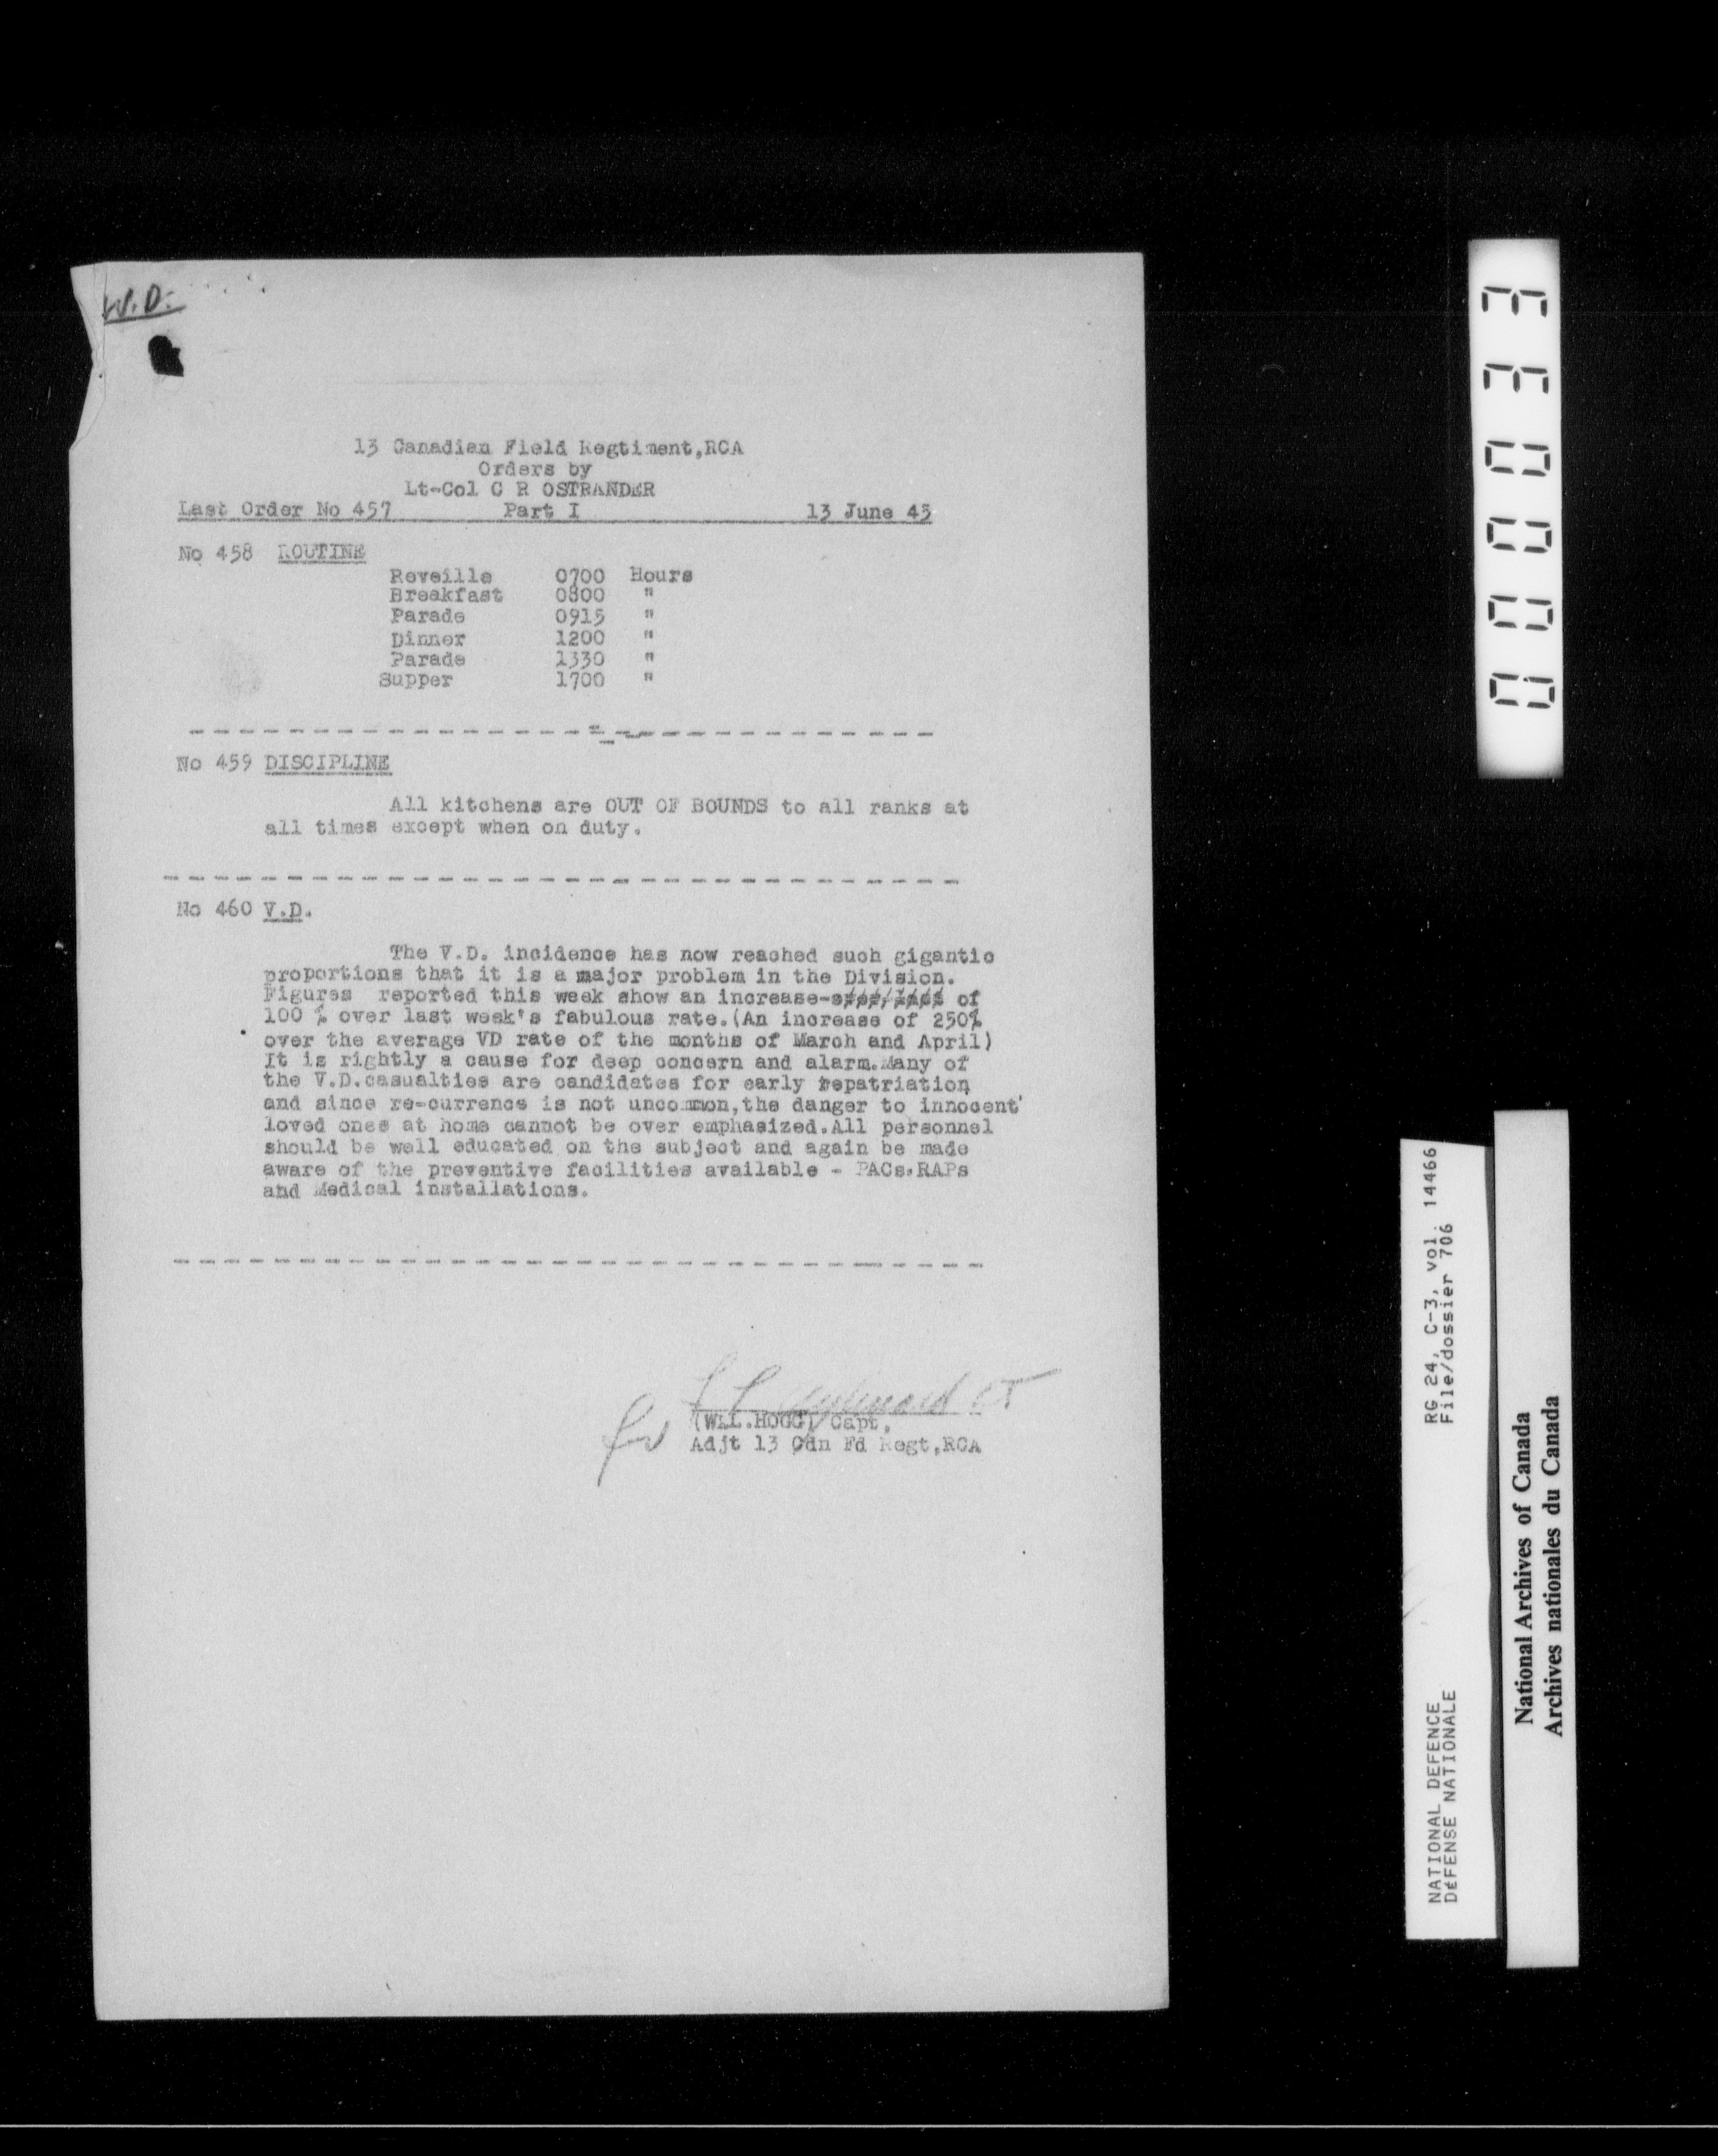 W.D.
13 Canadian Field Regtiment,RCA
Orders by
Lt-Col C R OSTRANDER
Last Order No 457 Part I 13 June 45
No 458 ROUTINE
Reveille 0700 Hours
Breakfast 0800 "
Parade 0915 "
Dinner 1200 "
Parade 1330 "
Supper 1700 "
No 459 DISCIPLINE
All kitchens are OUT OF BOUNDS to all ranks at
all times except when on duty.
No 460 V.D.
The V.D. incidence has now reached such gigantic
proportions that it is a major problem in the Division.
Figures reported this week show an increase of
100 % over last week's fabulous rate.(An increase of 250%
over the average VD rate of the months of March and April)
It is rightly a cause for deep concern and alarm.Many of
the V.D.casualties are candidates for early repatriation
and since re-currence is not uncommon,the danger to innocent'
loved ones at home cannot be over emphasized.All personnel
should be well educated on the subject and again be made
aware of the preventive facilities available - PACs.RAPs
and Medical installations.
for (W.L.HOGG) Capt,
Adjt 13 Cdn Fd Regt,RCA
000033
RG 24, C-3, vol. 14466
File/dossier 706
NATIONAL DEFENCE
DÉFENSE NATIONALE
National Archives of Canada
Archives nationales du Canada